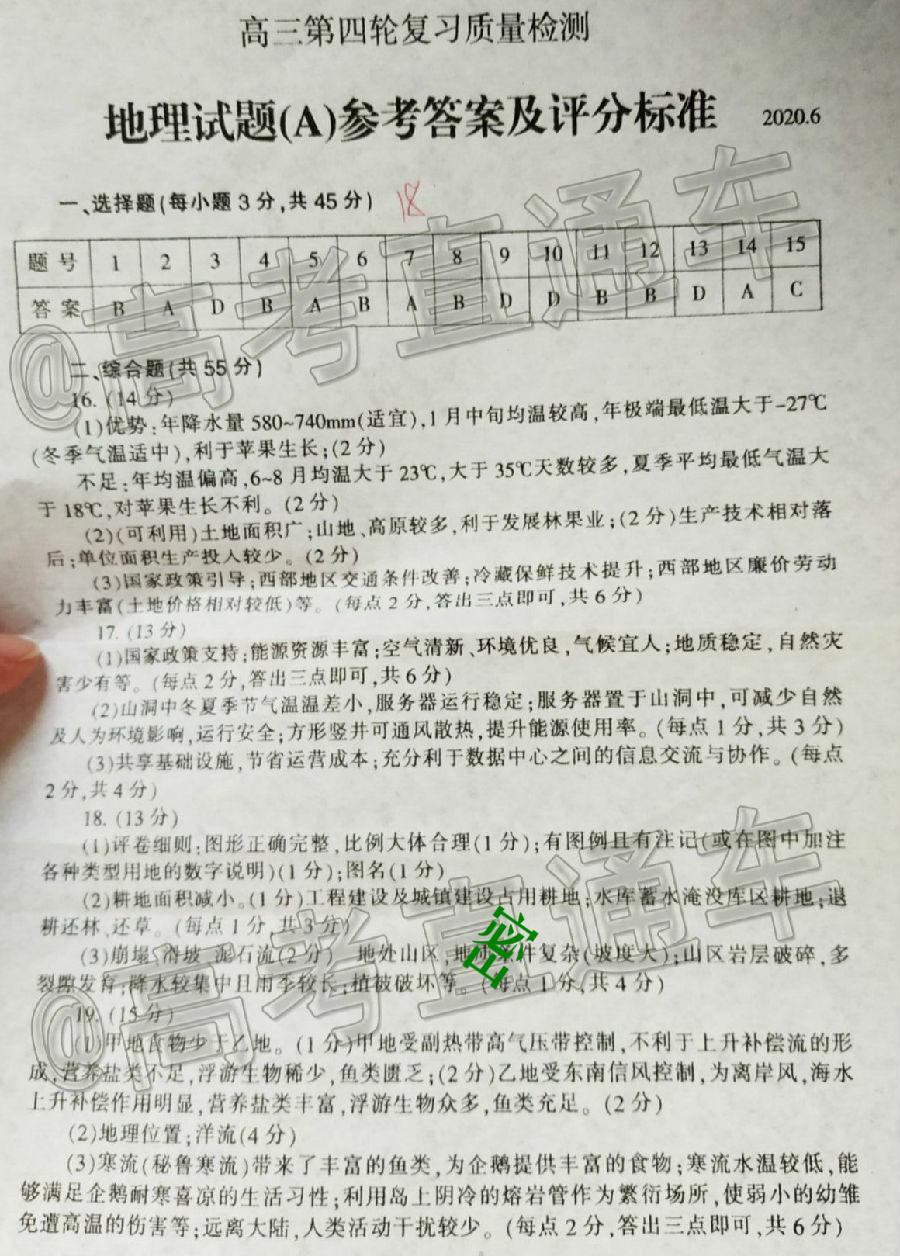 高三第四轮复习质量检测
地理试题(A)参考答案及评分标准 2020.6
一、选择题(每小题3分,共45分) 18
题号 1 2 3 4 5 6 7 8 9 10 11 12 13 14 15
答案 B A D B A B A B D D B B D A C
二、综合题(共55分)
16. (14分)
(1)优势:年降水量580~740mm(适宜),1月中旬均温较高,年极端最低温大于-27℃
(冬季气温适中),利于苹果生长;(2分)
不足:年均温偏高,6~8月均温大于23℃,大于35℃天数较多,夏季平均最低气温大
于18℃,对苹果生长不利。(2分)
(2)(可利用)土地面积广;山地、高原较多,利于发展林果业;(2分)生产技术相对落
后;单位面积生产投入较少。(2分)
(3)国家政策引导;西部地区交通条件改善;冷藏保鲜技术提升;西部地区廉价劳动
力丰富(土地价格相对较低)等。(每点2分,答出三点即可,共6分)
17. (13分)
(1)国家政策支持;能源资源丰富;空气清新、环境优良,气候宜人;地质稳定,自然灾
害少有等。(每点2分,答出三点即可,共6分)
(2)山洞中冬夏季节气温温差小,服务器运行稳定;服务器置于山洞中,可减少自然
及人为环境影响,运行安全;方形竖井可通风散热,提升能源使用率。(每点1分,共3分)
(3)共享基础设施,节省运营成本;充分利于数据中心之间的信息交流与协作。(每点
2分,共4分)
18. (13分)
(1)评卷细则:图形正确完整,比例大体合理(1分);有图例且有注记(或在图中加注
各种类型用地的数字说明)(1分);图名(1分)
(2)耕地面积减小。(1分)工程建设及城镇建设占用耕地;水库蓄水淹没库区耕地;退
耕还林、还草。(每点1分,共3分)
(3)崩塌、滑坡、泥石流(2分) 地处山区,地形条件复杂(坡度大);山区岩层破碎,多
裂隙发育;降水较集中且雨季较长;植被破坏等。(每点1分,共4分)
19. (15分)
(1)甲地食物少于乙地。(1分)甲地受副热带高气压带控制,不利于上升补偿流的形
成,营养盐类不足,浮游生物稀少,鱼类匮乏;(2分)乙地受东南信风控制,为离岸风,海水
上升补偿作用明显,营养盐类丰富,浮游生物众多,鱼类充足。(2分)
(2)地理位置;洋流(4分)
(3)寒流(秘鲁寒流)带来了丰富的鱼类,为企鹅提供丰富的食物;寒流水温较低,能
够满足企鹅耐寒喜凉的生活习性;利用岛上阴冷的熔岩管作为繁衍场所,使弱小的幼雏
免遭高温的伤害等;远离大陆,人类活动干扰较少。(每点2分,答出三点即可,共6分)
@高考直通车
@高考直通车
密